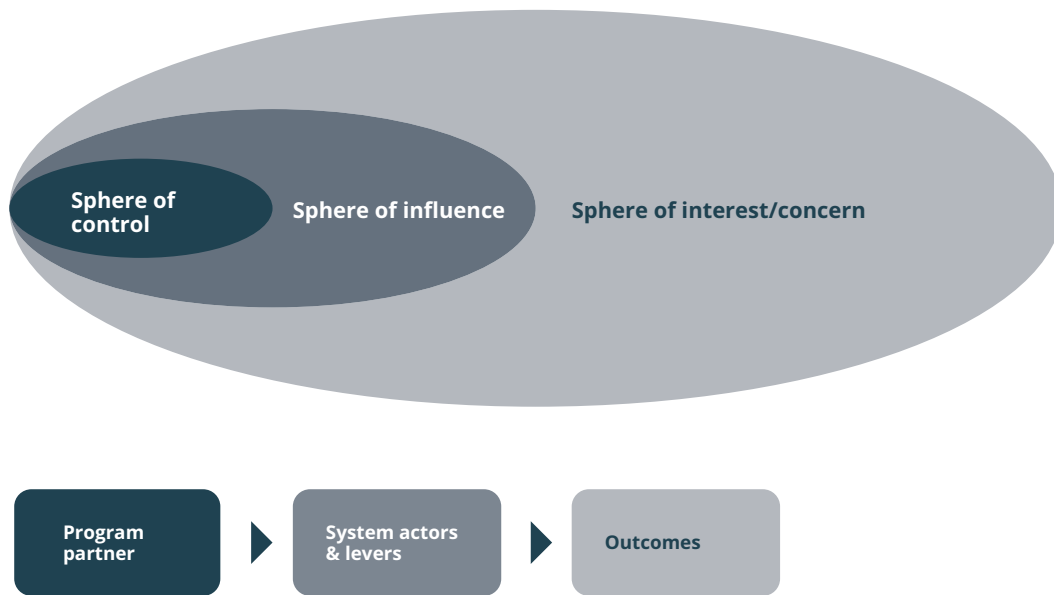 Sphere of
control
Sphere of influence
Sphere of interest/concern
Program
partner
System actors
& levers
Outcomes